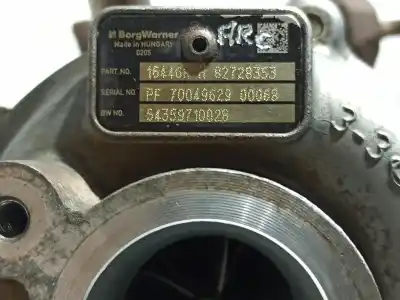 BorgWarner
Made in HUNGARY
0205
PART.NO. 82728353
SERIAL NO PF 70049629 00068
BW NO. 54359710028